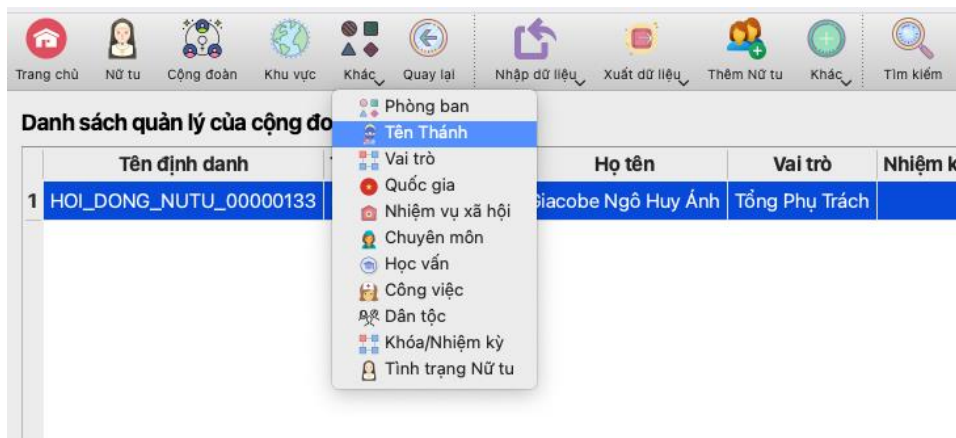 Trang chủ Nữ tu Cộng đoàn Khu vực Khác Quay lại Nhập dữ liệu Xuất dữ liệu Thêm Nữ tu Khác Tìm kiếm
Danh sách quản lý của cộng đo
Tên định danh Họ tên Vai trò Nhiệm k
1 HOI_DONG_NUTU_00000133 Giacobe Ngô Huy Ánh Tổng Phụ Trách
Phòng ban
Tên Thánh
Vai trò
Quốc gia
Nhiệm vụ xã hội
Chuyên môn
Học vấn
Công việc
Dân tộc
Khóa/Nhiệm kỳ
Tình trạng Nữ tu